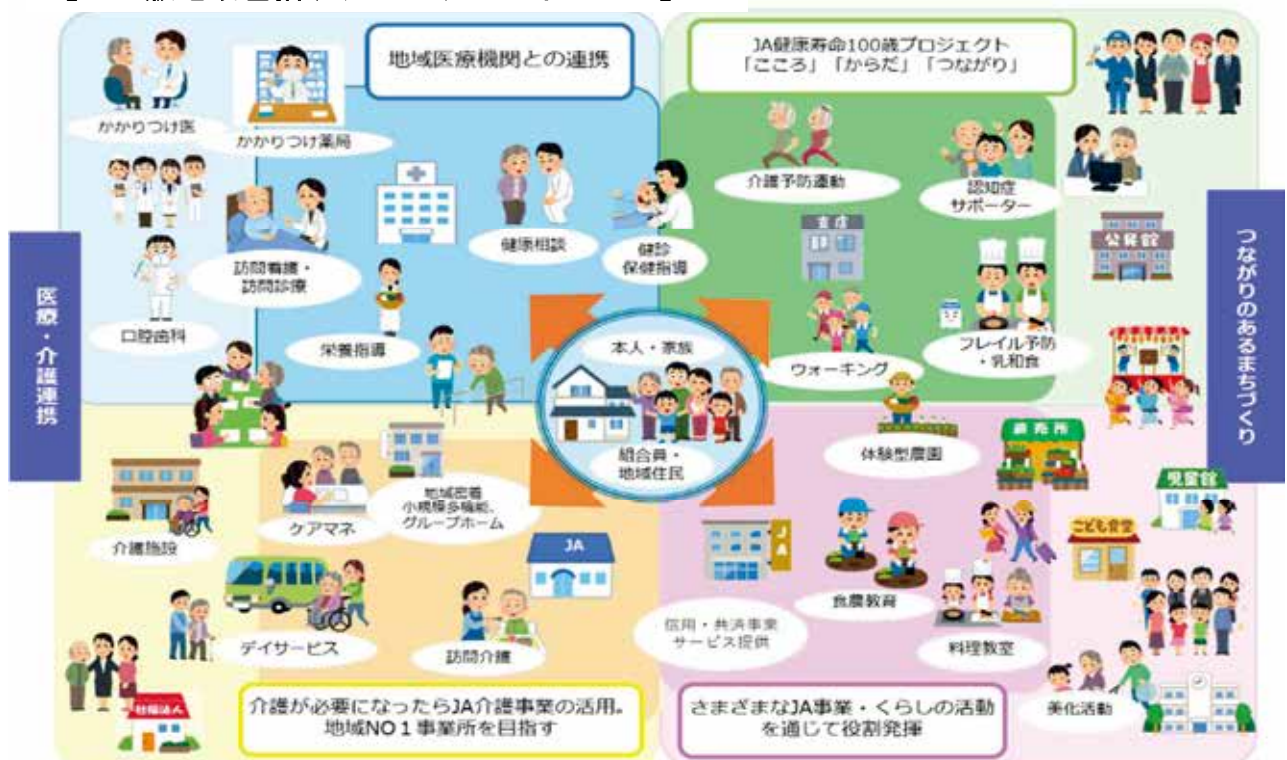 地域医療機関との連携
JA健康寿命100歳プロジェクト
「こころ」「からだ」「つながり」
かかりつけ医
かかりつけ薬局
訪問看護・
訪問診療
口腔歯科
栄養指導
健康相談
健診
保健指導
介護予防運動
認知症
サポーター
支店
公民館
ウォーキング
フレイル予防
・乳和食
医療・介護連携
つながりのあるまちづくり
本人・家族
組合員・
地域住民
介護施設
ケアマネ
地域密着
小規模多機能、
グループホーム
デイサービス
訪問介護
JA
社福法人
体験型農園
直売所
児童館
こども食堂
JA
食農教育
信用・共済事業
サービス提供
料理教室
美化活動
介護が必要になったらJA介護事業の活用。
地域NO１事業所を目指す
さまざまなJA事業・くらしの活動
を通じて役割発揮